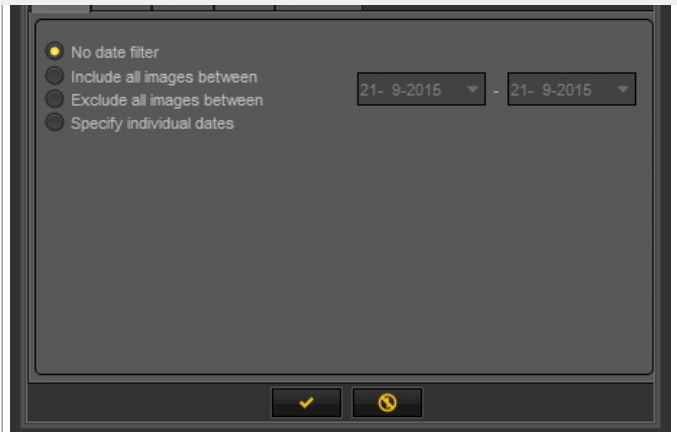 No date filter
Include all images between
21- 9-2015 - 21- 9-2015
Exclude all images between
Specify individual dates